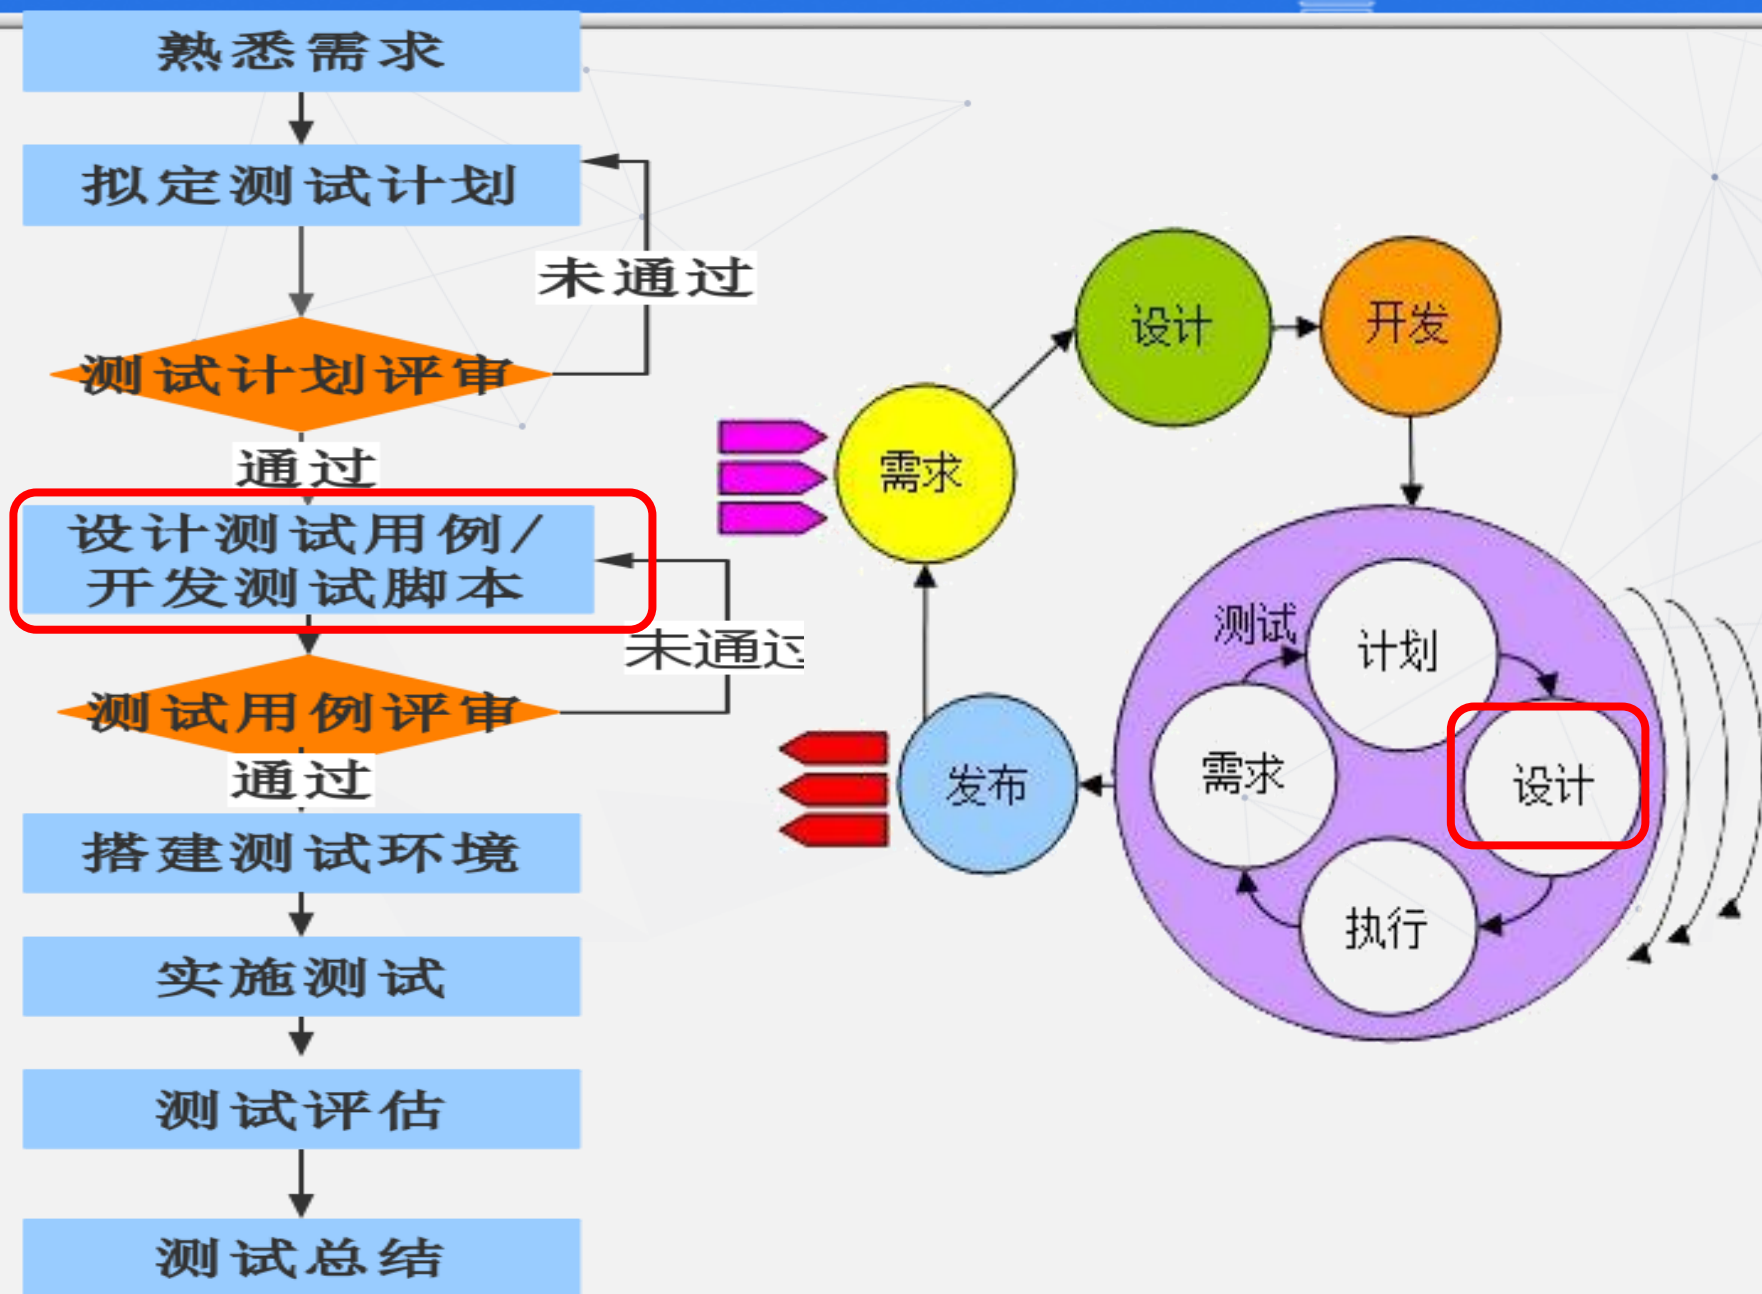 熟悉需求
拟定测试计划
未通过
测试计划评审
通过
设计测试用例/
开发测试脚本
未通过
测试用例评审
通过
搭建测试环境
实施测试
测试评估
测试总结
设计
开发
需求
测试
计划
需求
设计
发布
执行